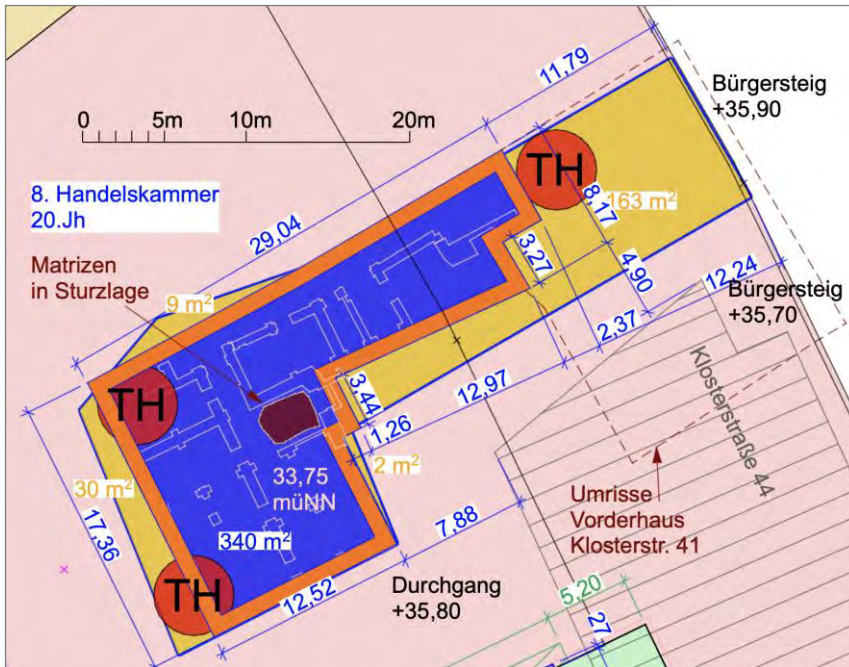 11,79
Bürgersteig
+35,90
0 5m 10m 20m
TH
8. Handelskammer
20.Jh
8,17
163 m²
29,04
Matrizen
in Sturzlage
3,27
4,90
12,24
9 m²
Bürgersteig
+35,70
2,37
TH
12,97
3,44
Klosterstraße 44
1,26
2 m²
33,75
müNN
30 m²
Umrisse
Vorderhaus
Klosterstr. 41
17,36
340 m²
7,88
TH
12,52
Durchgang
+35,80
5,20
27